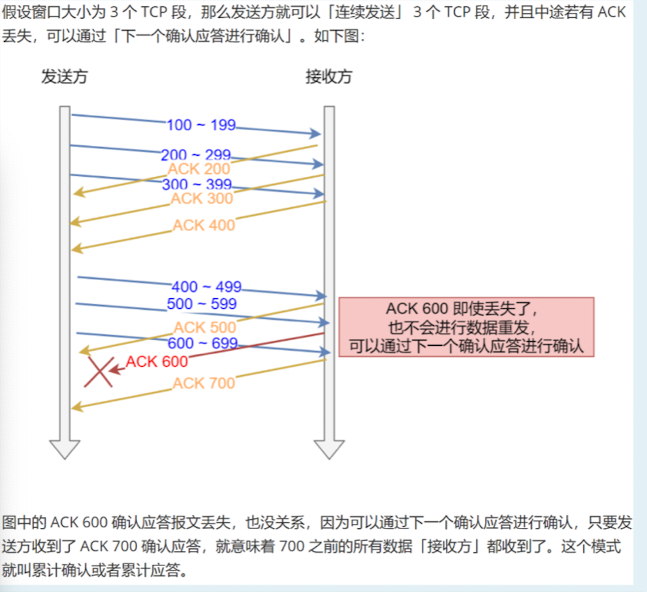 假设窗口大小为 3 个 TCP 段，那么发送方就可以「连续发送」 3 个 TCP 段，并且中途若有 ACK
丢失，可以通过「下一个确认应答进行确认」。如下图：
发送方
接收方
100 ~ 199
200 ~ 299
ACK 200
300 ~ 399
ACK 300
ACK 400
400 ~ 499
500 ~ 599
ACK 500
600 ~ 699
ACK 600
ACK 700
ACK 600 即使丢失了，
也不会进行数据重发，
可以通过下一个确认应答进行确认
图中的 ACK 600 确认应答报文丢失，也没关系，因为可以通过下一个确认应答进行确认，只要发
送方收到了 ACK 700 确认应答，就意味着 700 之前的所有数据「接收方」都收到了。这个模式
就叫累计确认或者累计应答。